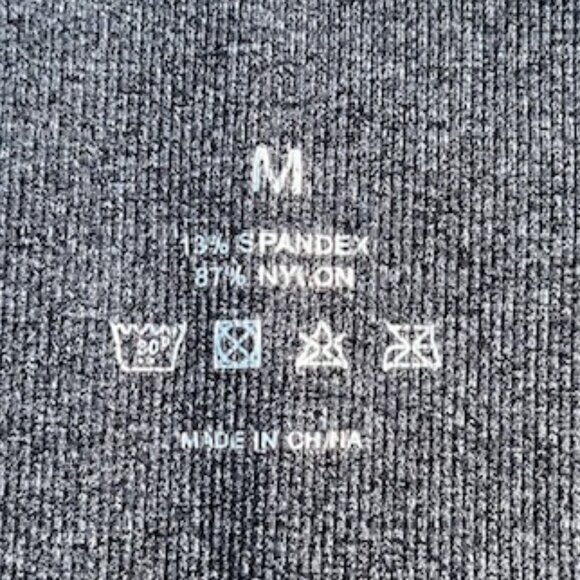 M
13% SPANDEX
87% NYLON
MADE IN CHINA